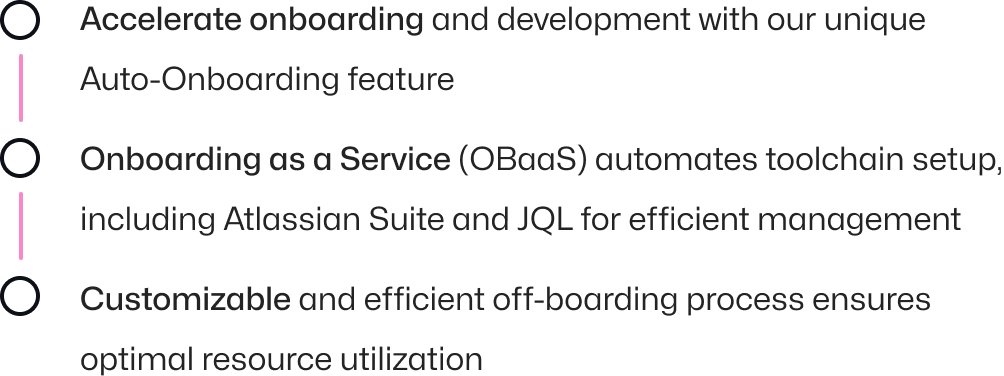 Accelerate onboarding and development with our unique
Auto-Onboarding feature
Onboarding as a Service (OBaaS) automates toolchain setup,
including Atlassian Suite and JQL for efficient management
Customizable and efficient off-boarding process ensures
optimal resource utilization